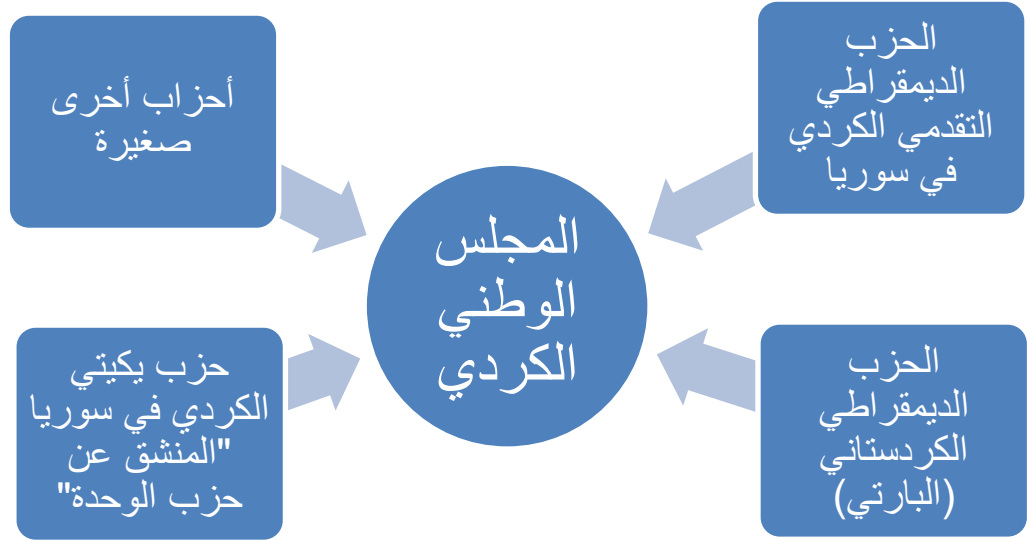 الحزب
الديمقراطي
التقدمي الكردي
في سوريا
أحزاب أخرى
صغيرة
المجلس
الوطني
الكردي
الحزب
الديمقراطي
الكردستاني
(البارتي)
حزب يكيتي
الكردي في سوريا
"المنشق عن
حزب الوحدة"